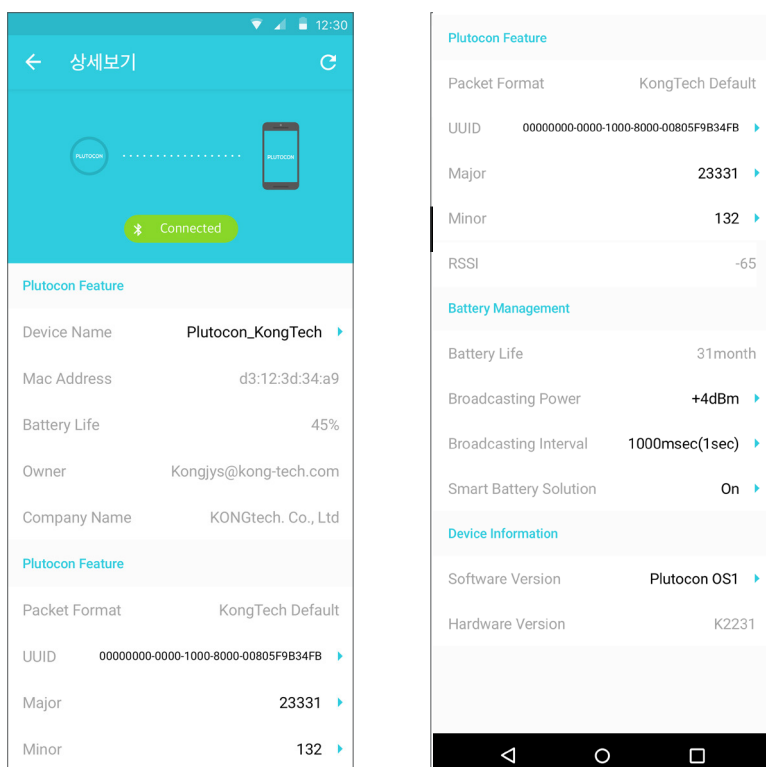 12:30
상세보기
PLUTOCON
PLUTOCON
Connected
Plutocon Feature
Device Name Plutocon_KongTech
Mac Address d3:12:3d:34:a9
Battery Life 45%
Owner Kongjys@kong-tech.com
Company Name KONGtech. Co., Ltd
Plutocon Feature
Packet Format KongTech Default
UUID 00000000-0000-1000-8000-00805F9B34FB
Major 23331
Minor 132
Plutocon Feature
Packet Format KongTech Default
UUID 00000000-0000-1000-8000-00805F9B34FB
Major 23331
Minor 132
RSSI -65
Battery Management
Battery Life 31month
Broadcasting Power +4dBm
Broadcasting Interval 1000msec(1sec)
Smart Battery Solution On
Device Information
Software Version Plutocon OS1
Hardware Version K2231